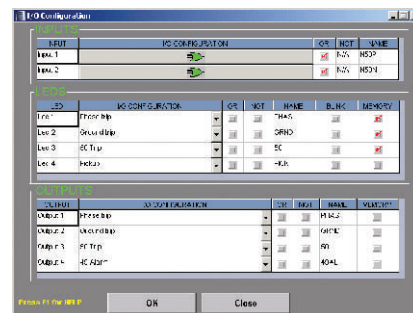 I/O Configuration
INPUTS
INPUT I/O CONFIGURATION OR NOT NAME
Input 1 N/A N50P
Input 2 N/A N50N
LEDS
LED I/O CONFIGURATION OR NOT NAME BLINK MEMORY
Led 1 Phase trip PHAS
Led 2 Ground trip GRND
Led 3 50 Trip 50
Led 4 Pickup
OUTPUTS
OUTPUT I/O CONFIGURATION OR NOT NAME MEMORY
Output 1 Phase trip PHAS
Output 2 Ground trip GRND
Output 3 50 Trip 50
Output 4 49 Alarm 49AL
Press F1 for HELP OK Close